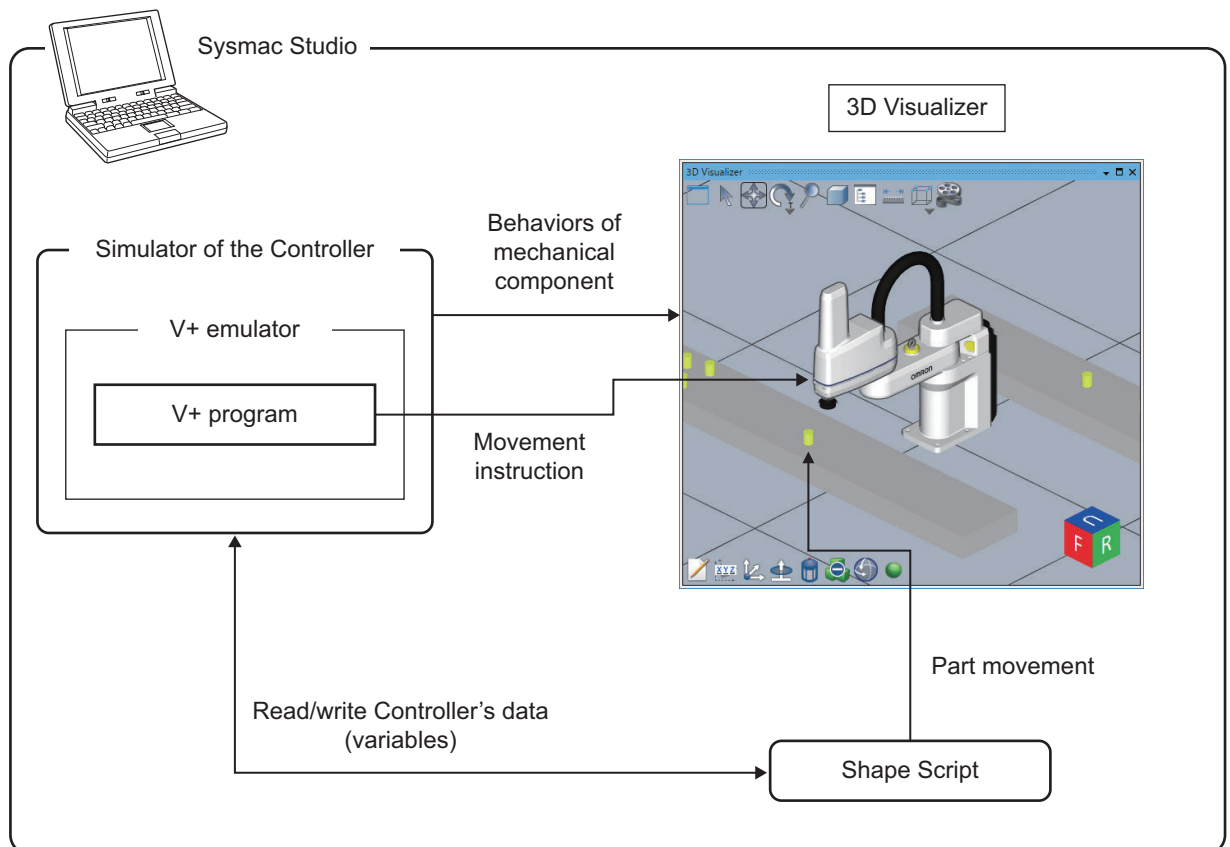 Sysmac Studio
3D Visualizer
3D Visualizer
Behaviors of
mechanical
component
Simulator of the Controller
V+ emulator
V+ program
OMRON
Movement
instruction
U
F
R
XYZ
Part movement
Read/write Controller’s data
(variables)
Shape Script